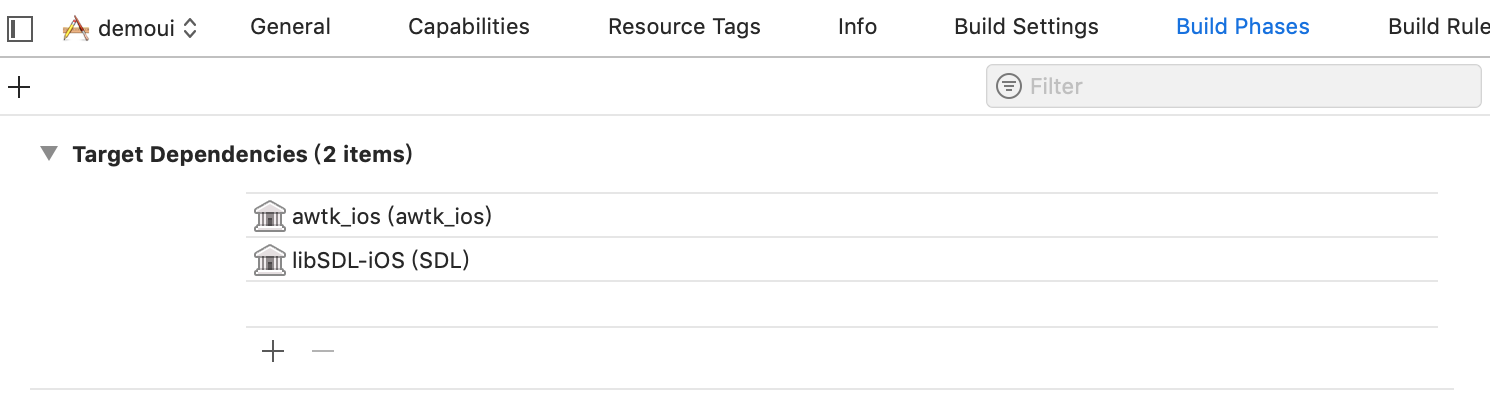 demoui General Capabilities Resource Tags Info Build Settings Build Phases Build Rule
Filter
Target Dependencies (2 items)
awtk_ios (awtk_ios)
libSDL-iOS (SDL)